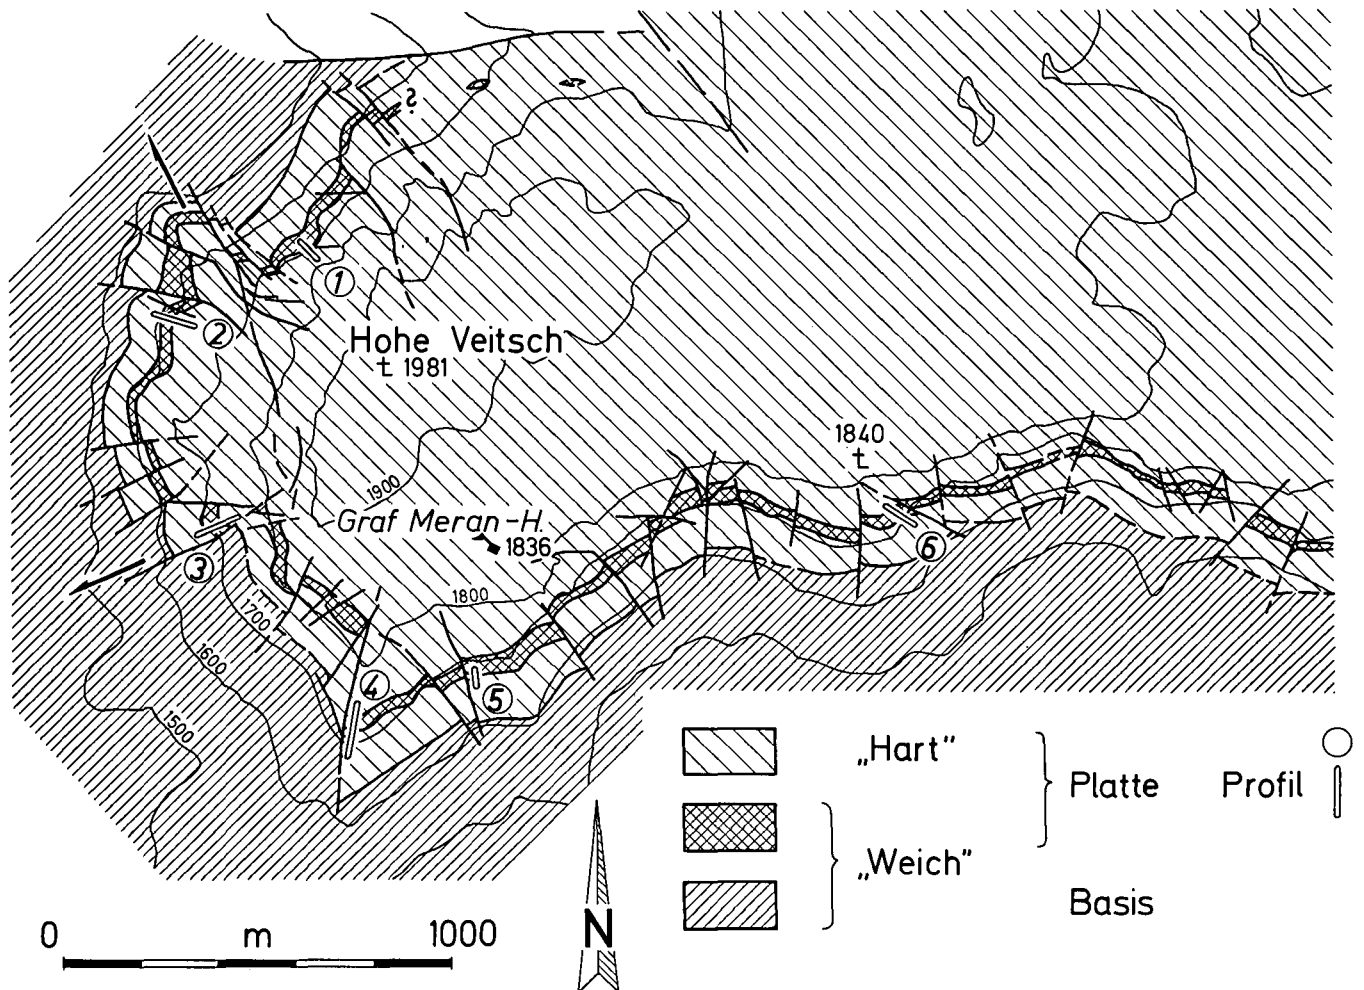 ?
①
②
Hohe Veitsch
1981
1840
1900
Graf Meran-H.
1836
③
⑥
1800
1700
1600
④
⑤
1500
„Hart"
Platte
Profil
„Weich"
Basis
0 m 1000
N